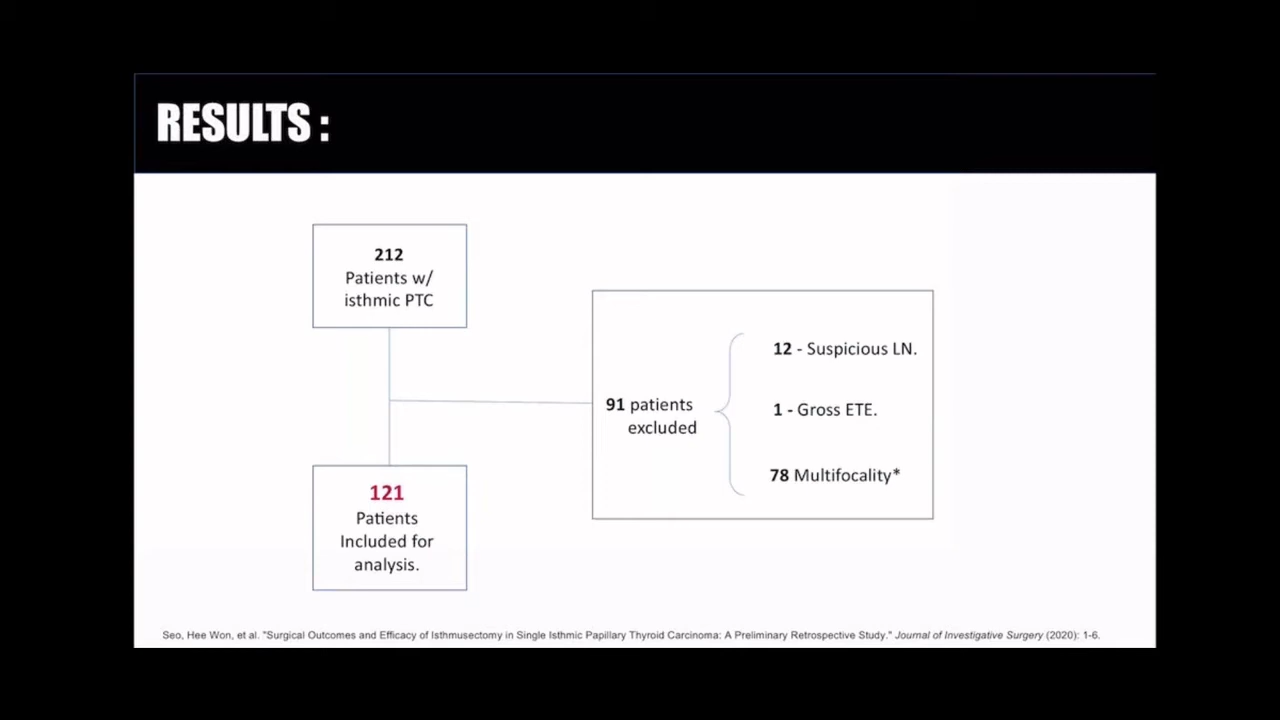 RESULTS :
212
Patients w/
isthmic PTC
91 patients
excluded
12 - Suspicious LN.
1 - Gross ETE.
78 Multifocality*
121
Patients
Included for
analysis.
Seo, Hee Won, et al. "Surgical Outcomes and Efficacy of Isthmusectomy in Single Isthmic Papillary Thyroid Carcinoma: A Preliminary Retrospective Study." Journal of Investigative Surgery (2020): 1-6.